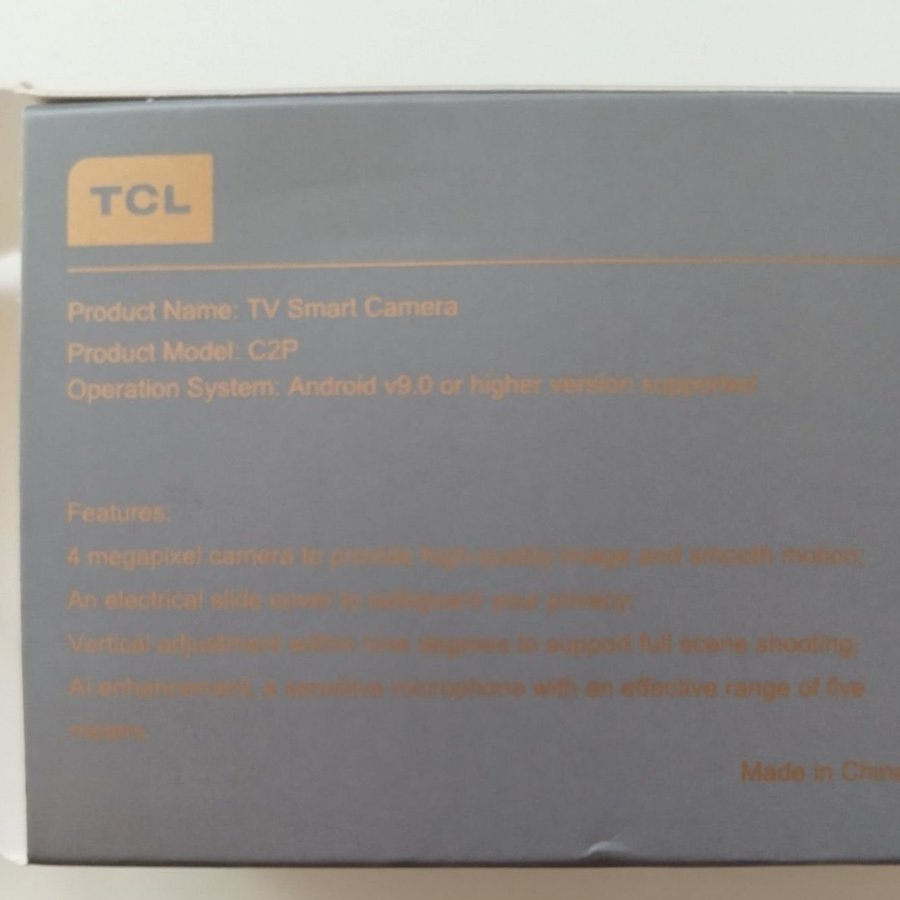 TCL
Product Name: TV Smart Camera
Product Model: C2P
Operation System: Android v9.0 or higher version supported
Features:
4 megapixel camera to provide high-quality image and smooth motion;
An electrical slide cover to safeguard your privacy;
Vertical adjustment within nine degrees to support full scene shooting;
AI enhancement, a sensitive microphone with an effective range of five
meters.
Made in China